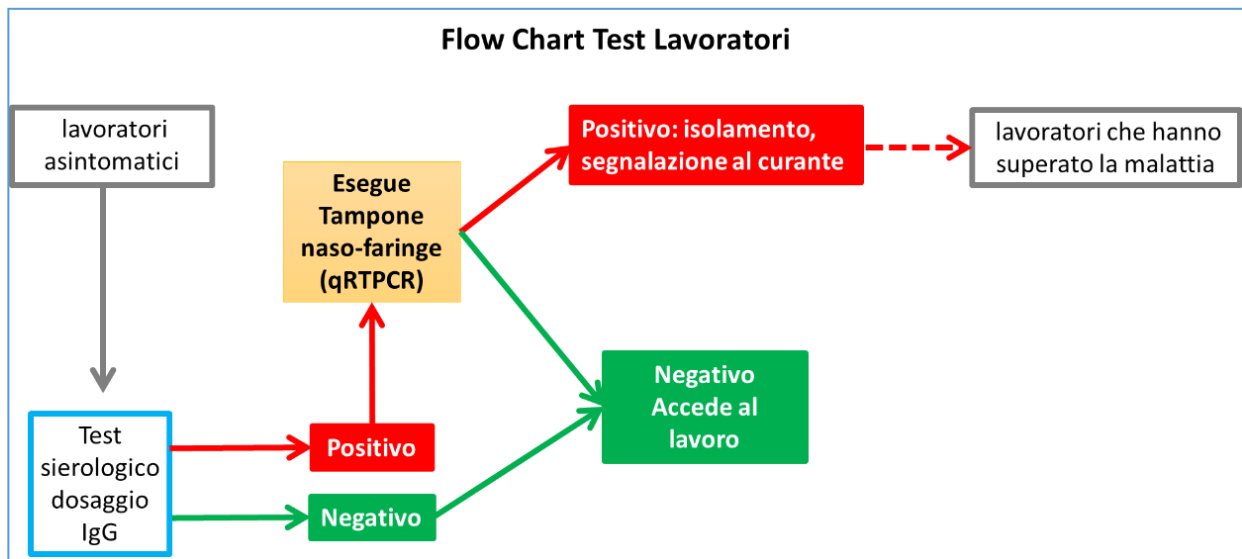 Flow Chart Test Lavoratori
lavoratori
asintomatici
Test
sierologico
dosaggio
IgG
Positivo
Negativo
Esegue
Tampone
naso-faringe
(qRTPCR)
Positivo: isolamento,
segnalazione al curante
Negativo
Accede al
lavoro
lavoratori che hanno
superato la malattia